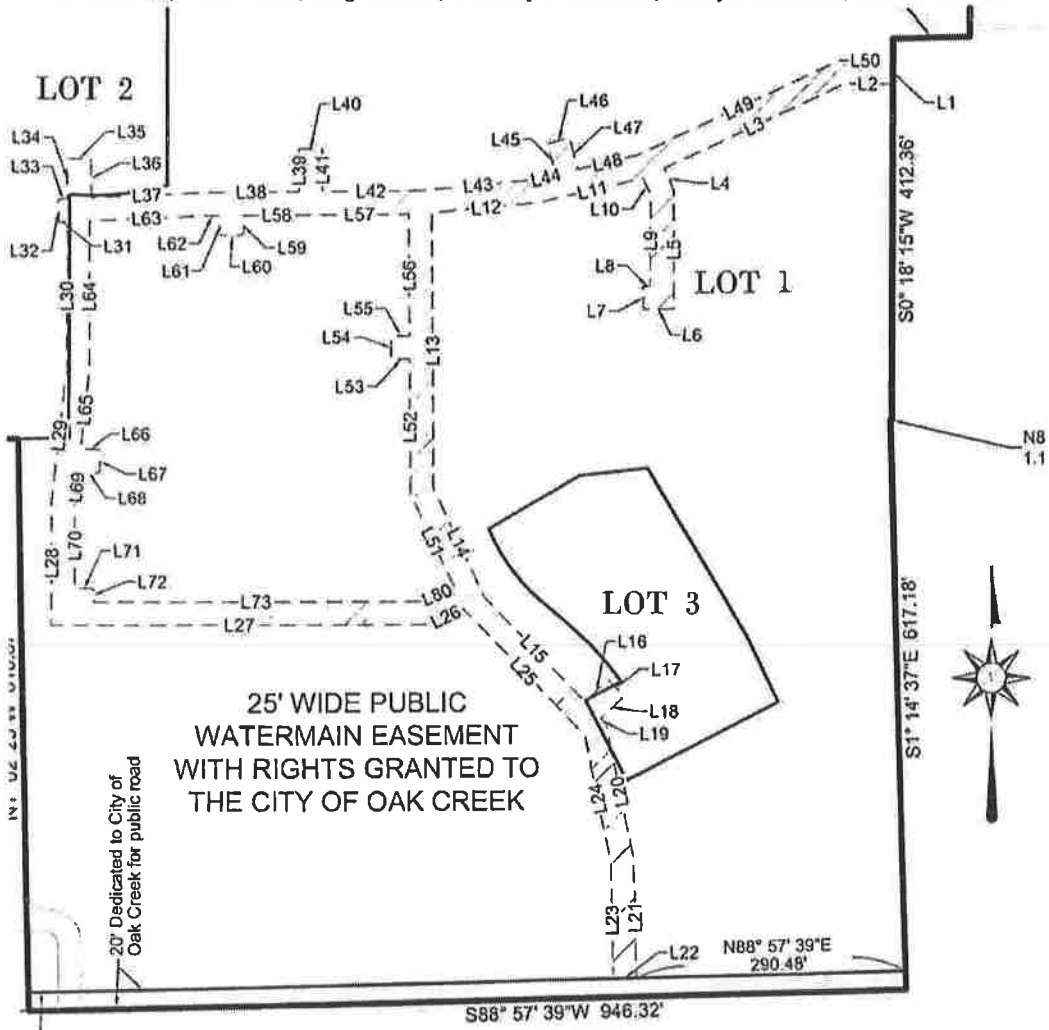 LOT 2
L34
L35
L33
L36
L37
L32
L31
L63
L38
L40
L39
L41
L42
L62
L58
L57
L61
L60
L59
L43
L44
L12
L45
L46
L47
L48
L11
L10
L49
L3
L50
L2
L1
L4
L9
L5
L8
L7
L6
LOT 1
S0° 18' 15"W 412.36'
L30
L64
L56
L55
L54
L53
L13
L52
L29
L65
L66
L67
L68
L69
L28
L70
L71
L72
L73
L27
L80
L26
L51
L14
N8
1.1
LOT 3
L15
L25
L16
L17
L18
L19
L24
L20
L23
L21
L22
S1° 14' 37"E 617.18'
25' WIDE PUBLIC
WATERMAIN EASEMENT
WITH RIGHTS GRANTED TO
THE CITY OF OAK CREEK
20' Dedicated to City of
Oak Creek for public road
N88° 57' 39"E
290.48'
S88° 57' 39"W 946.32'